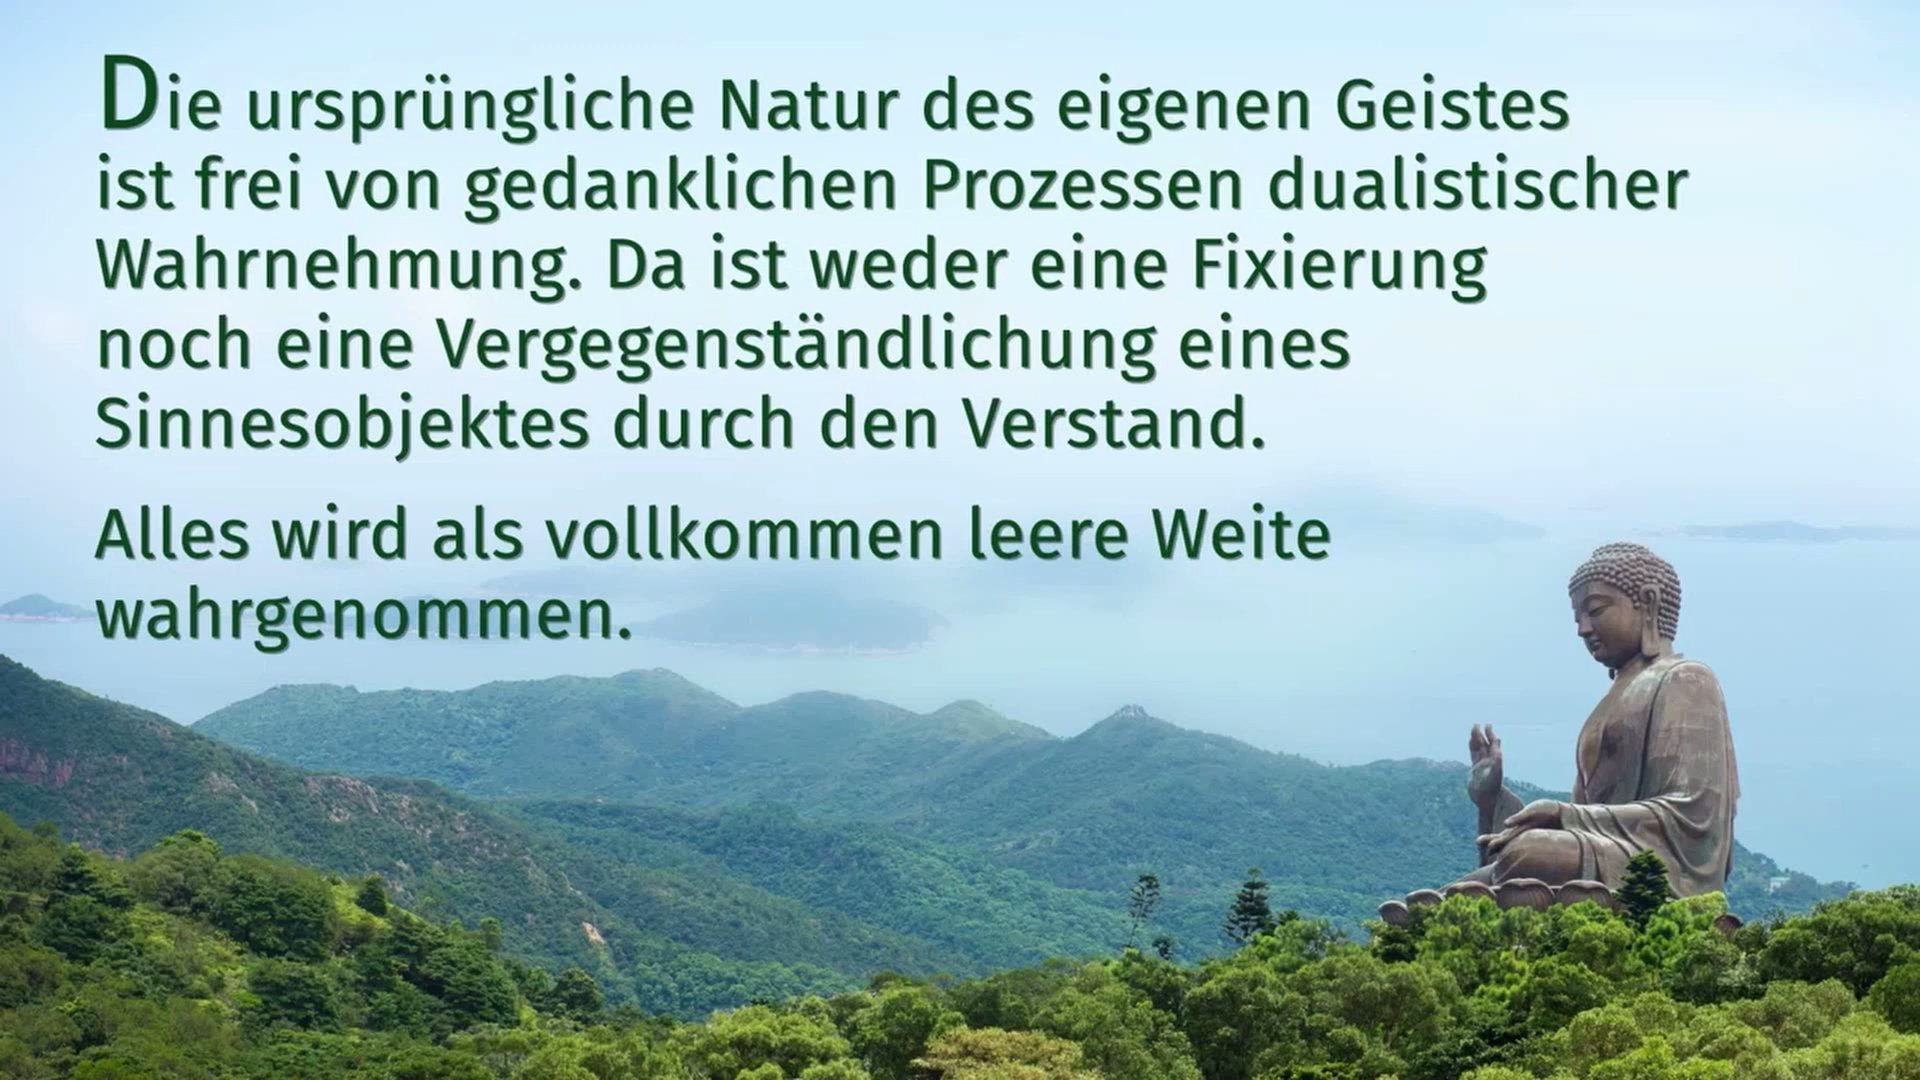 Die ursprüngliche Natur des eigenen Geistes
ist frei von gedanklichen Prozessen dualistischer
Wahrnehmung. Da ist weder eine Fixierung
noch eine Vergegenständlichung eines
Sinnesobjektes durch den Verstand.
Alles wird als vollkommen leere Weite
wahrgenommen.